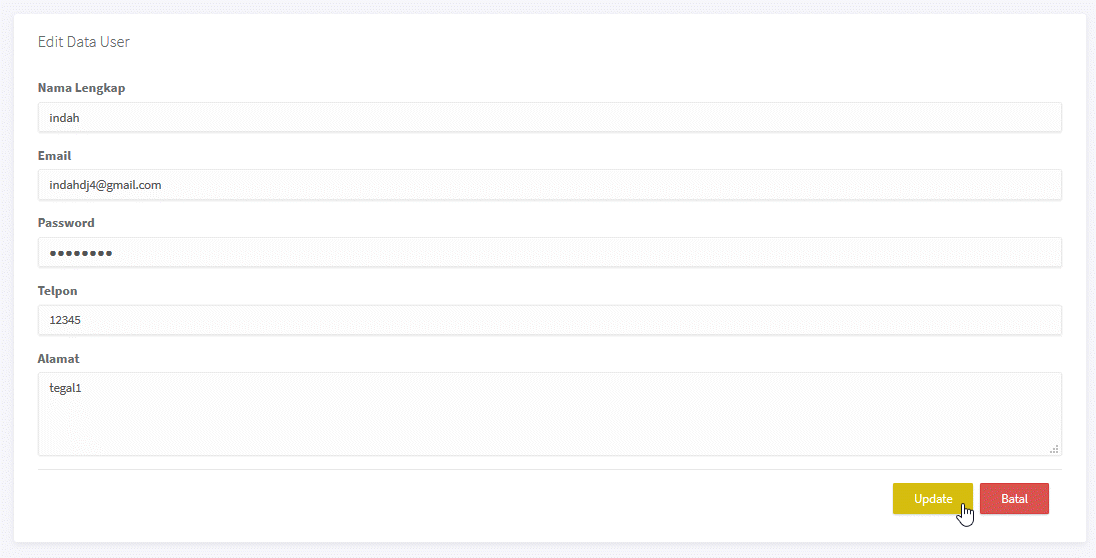 Edit Data User
Nama Lengkap
indah
Email
indahdj4@gmail.com
Password
●●●●●●●●
Telpon
12345
Alamat
tegal1
Update Batal